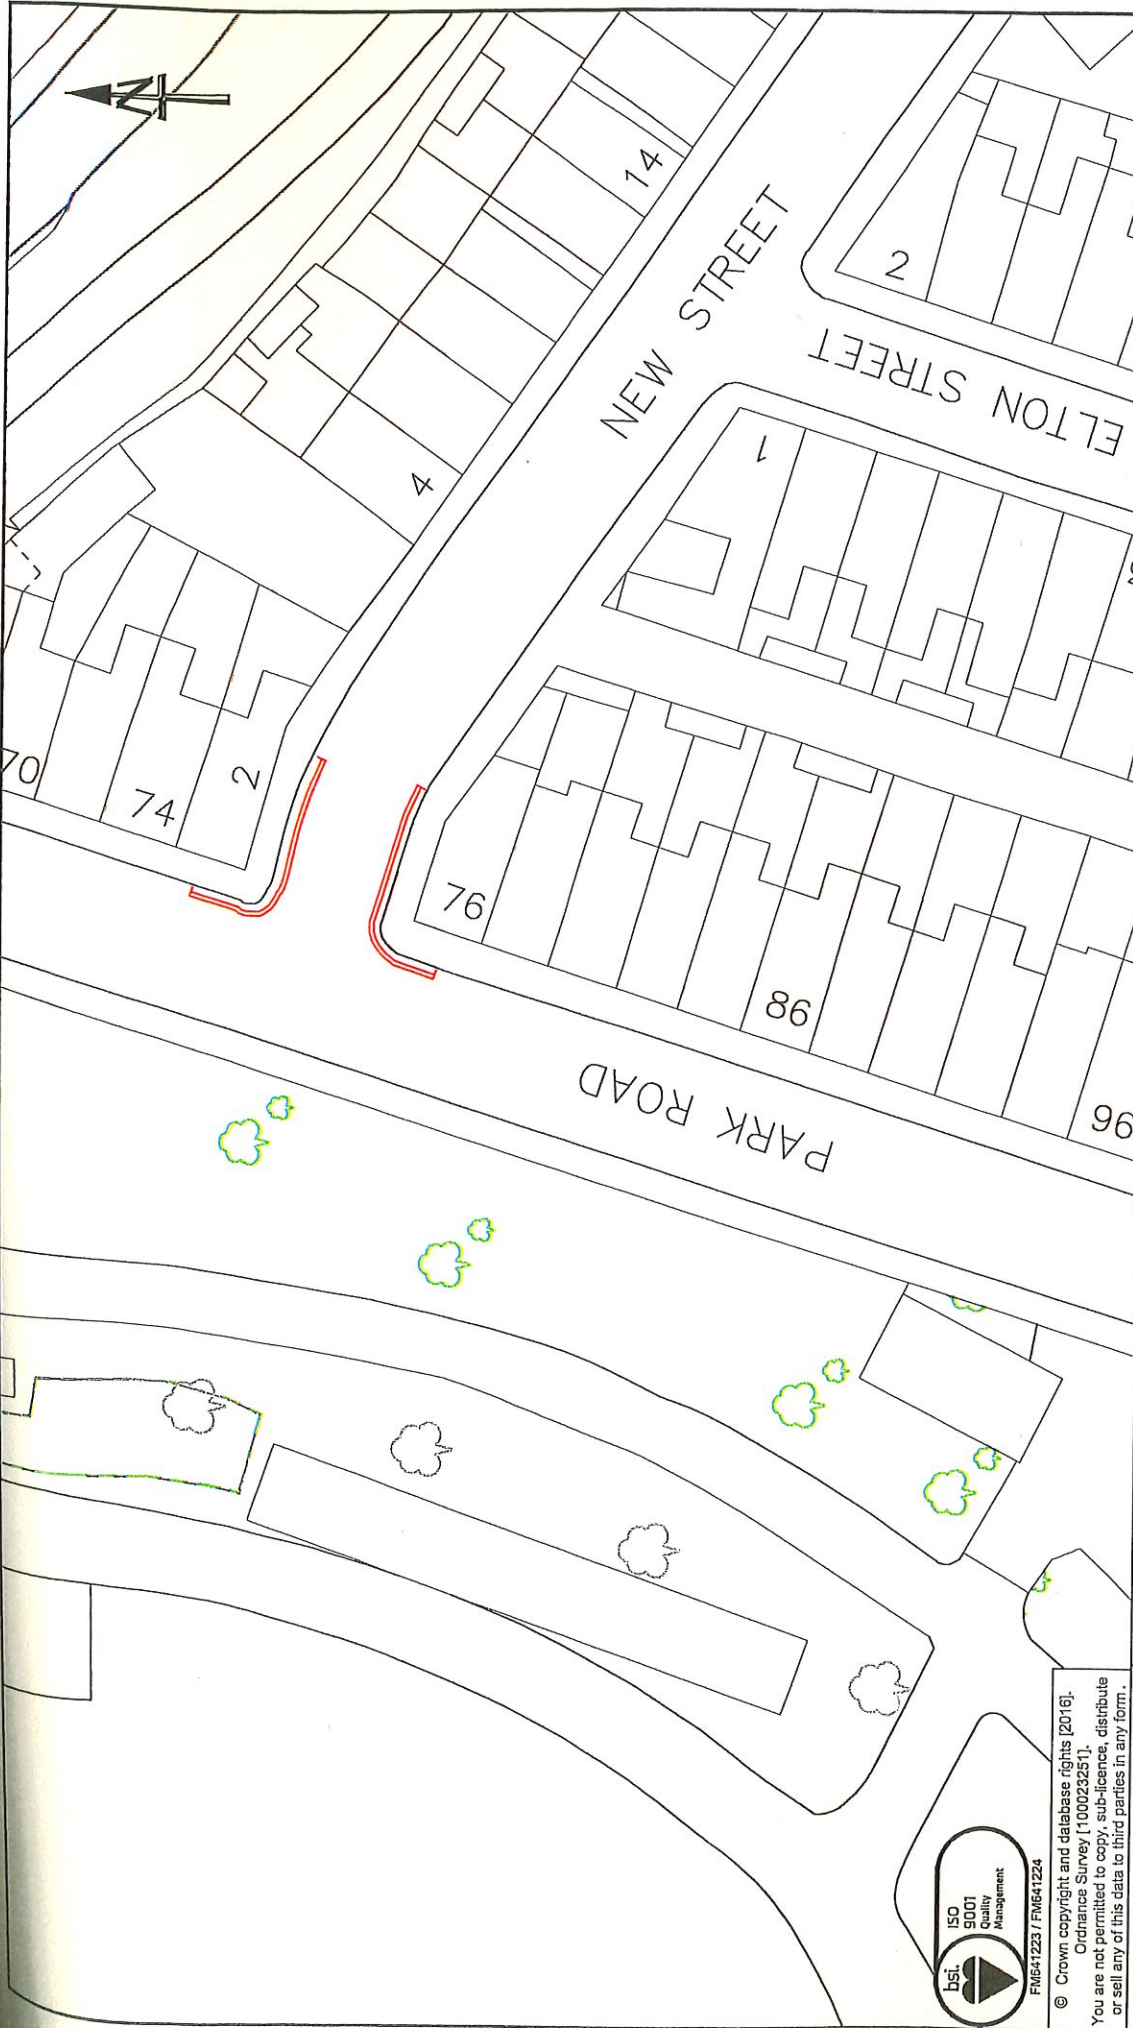 N
70
74
2
4
14
NEW STREET
2
ELTON STREET
1
76
86
96
PARK ROAD
bsi.
ISO
9001
Quality
Management
FM641223 / FM641224
© Crown copyright and database rights [2016].
Ordnance Survey [100023251].
You are not permitted to copy, sub-licence, distribute
or sell any of this data to third parties in any form.